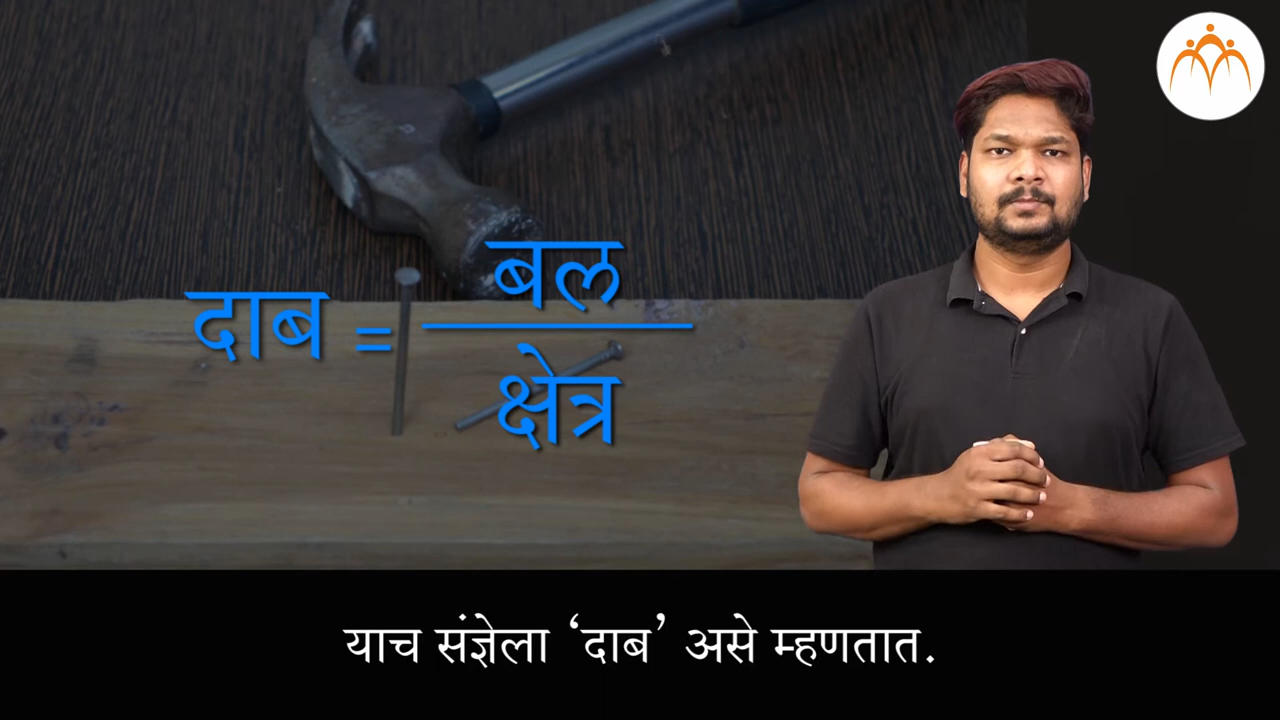 दाब = बल
क्षेत्र
याच संज्ञेला ‘दाब’ असे म्हणतात.